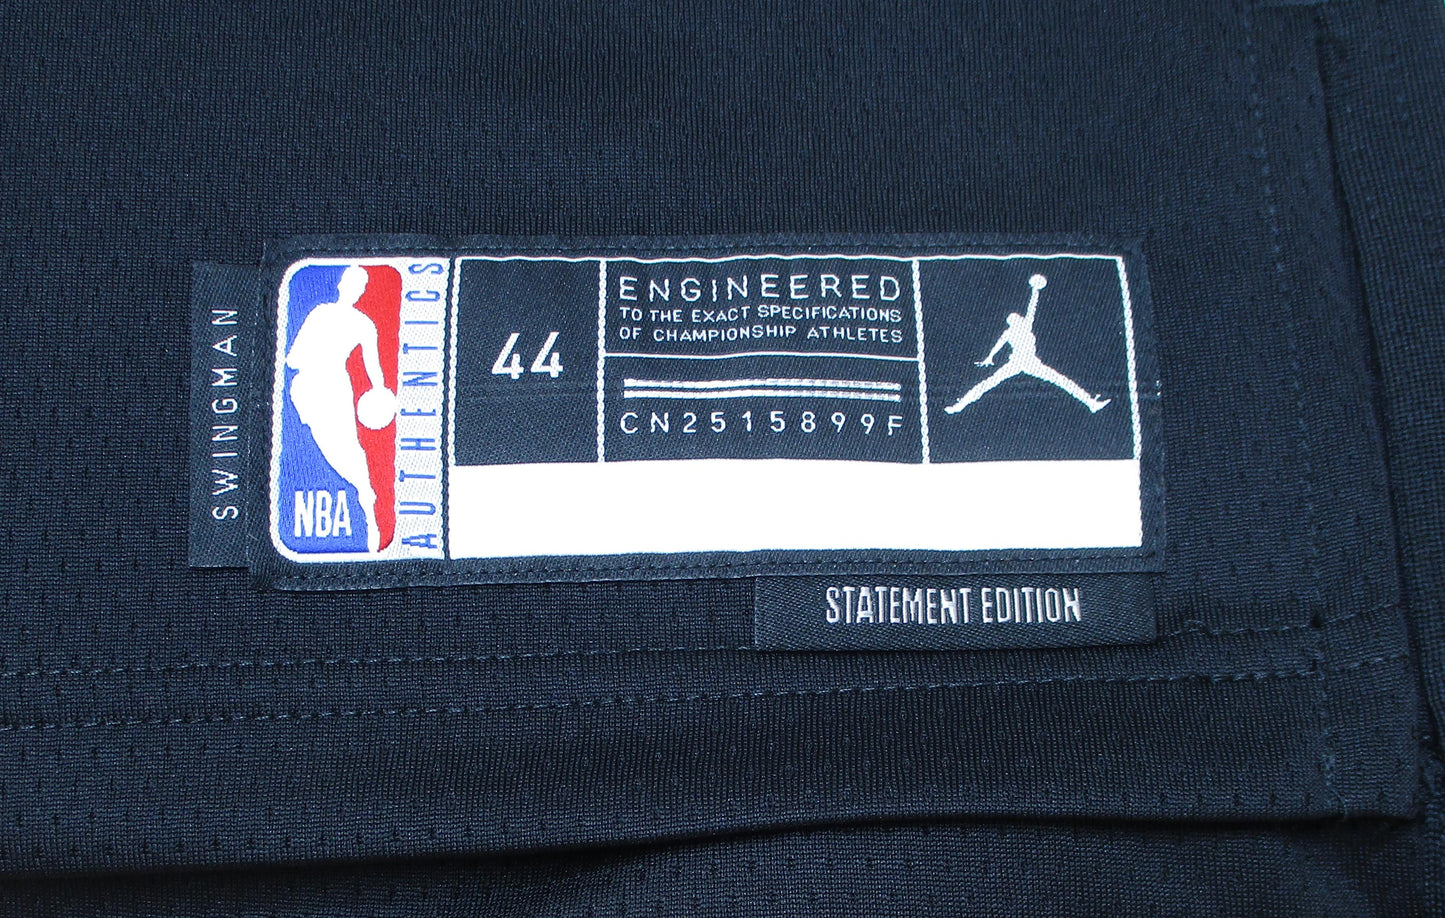 SWINGMAN
NBA
AUTHENTICS
44
ENGINEERED
TO THE EXACT SPECIFICATIONS
OF CHAMPIONSHIP ATHLETES
CN2515899F
STATEMENT EDITION